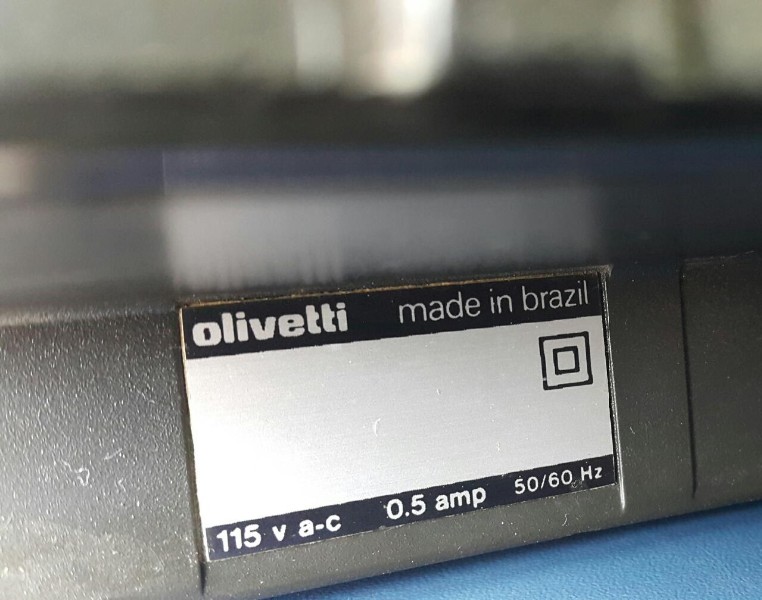 olivetti made in brazil
115 v a-c 0.5 amp 50/60 Hz